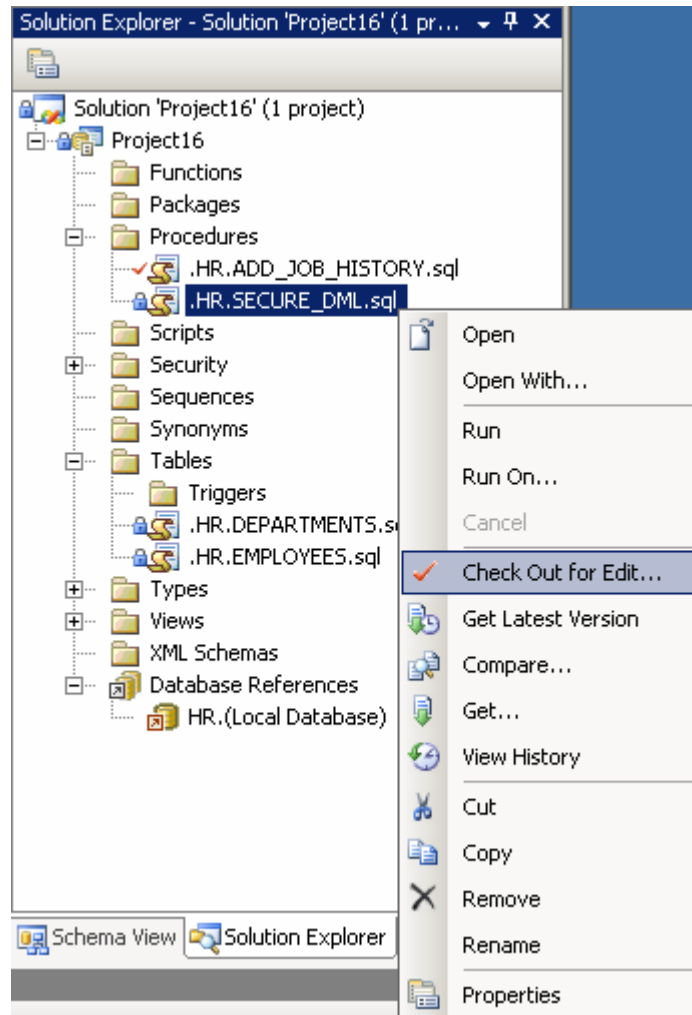 Solution Explorer - Solution 'Project16' (1 pr...
Solution 'Project16' (1 project)
Project16
Functions
Packages
Procedures
.HR.ADD_JOB_HISTORY.sql
.HR.SECURE_DML.sql
Scripts
Security
Sequences
Synonyms
Tables
Triggers
.HR.DEPARTMENTS.s
.HR.EMPLOYEES.sql
Types
Views
XML Schemas
Database References
HR.(Local Database)
Open
Open With...
Run
Run On...
Cancel
Check Out for Edit...
Get Latest Version
Compare...
Get...
View History
Cut
Copy
Remove
Rename
Properties
Schema View
Solution Explorer